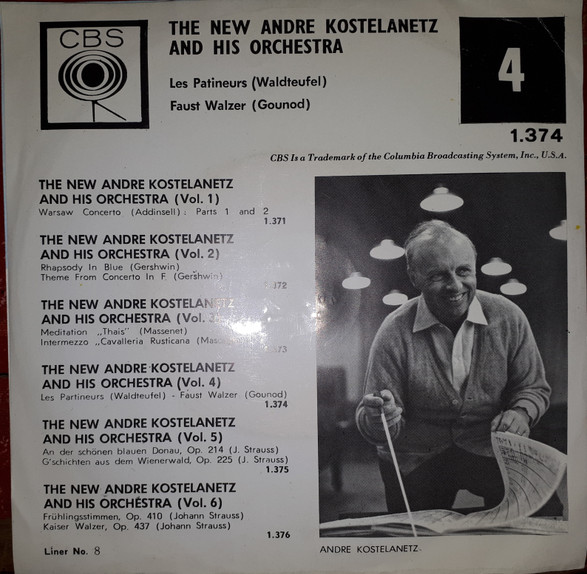 CBS
THE NEW ANDRE KOSTELANETZ
AND HIS ORCHESTRA
Les Patineurs (Waldteufel)
Faust Walzer (Gounod)
4
1.374
CBS Is a Trademark of the Columbia Broadcasting System, Inc., U.S.A.
THE NEW ANDRE KOSTELANETZ
AND HIS ORCHESTRA (Vol. 1)
Warsaw Concerto (Addinsell) : Parts 1 and 2
1.371
THE NEW ANDRE KOSTELANETZ
AND HIS ORCHESTRA (Vol. 2)
Rhapsody In Blue (Gershwin)
Theme From Concerto In F (Gershwin)
THE NEW ANDRE KOSTELANETZ
AND HIS ORCHESTRA (Vol.
Meditation „Thais" (Massenet)
Intermezzo „Cavalleria Rusticana
THE NEW ANDRE KOSTELANETZ
AND HIS ORCHESTRA (Vol. 4)
Les Partineurs (Waldteufel) - Faust Walzer (Gounod)
1.374
THE NEW ANDRE KOSTELANETZ
AND HIS ORCHESTRA (Vol. 5)
An der schönen blauen Donau, Op. 214 (J. Strauss)
G'schichten aus dem Wienerwald, Op. 225 (J. Strauss)
1.375
THE NEW ANDRE KOSTELANETZ
AND HIS ORCHESTRA (Vol. 6)
Frühlingsstimmen, Op. 410 (Johann Strauss)
Kaiser Walzer, Op. 437 (Johann Strauss)
1.376
Liner No. 8
ANDRE KOSTELANETZ